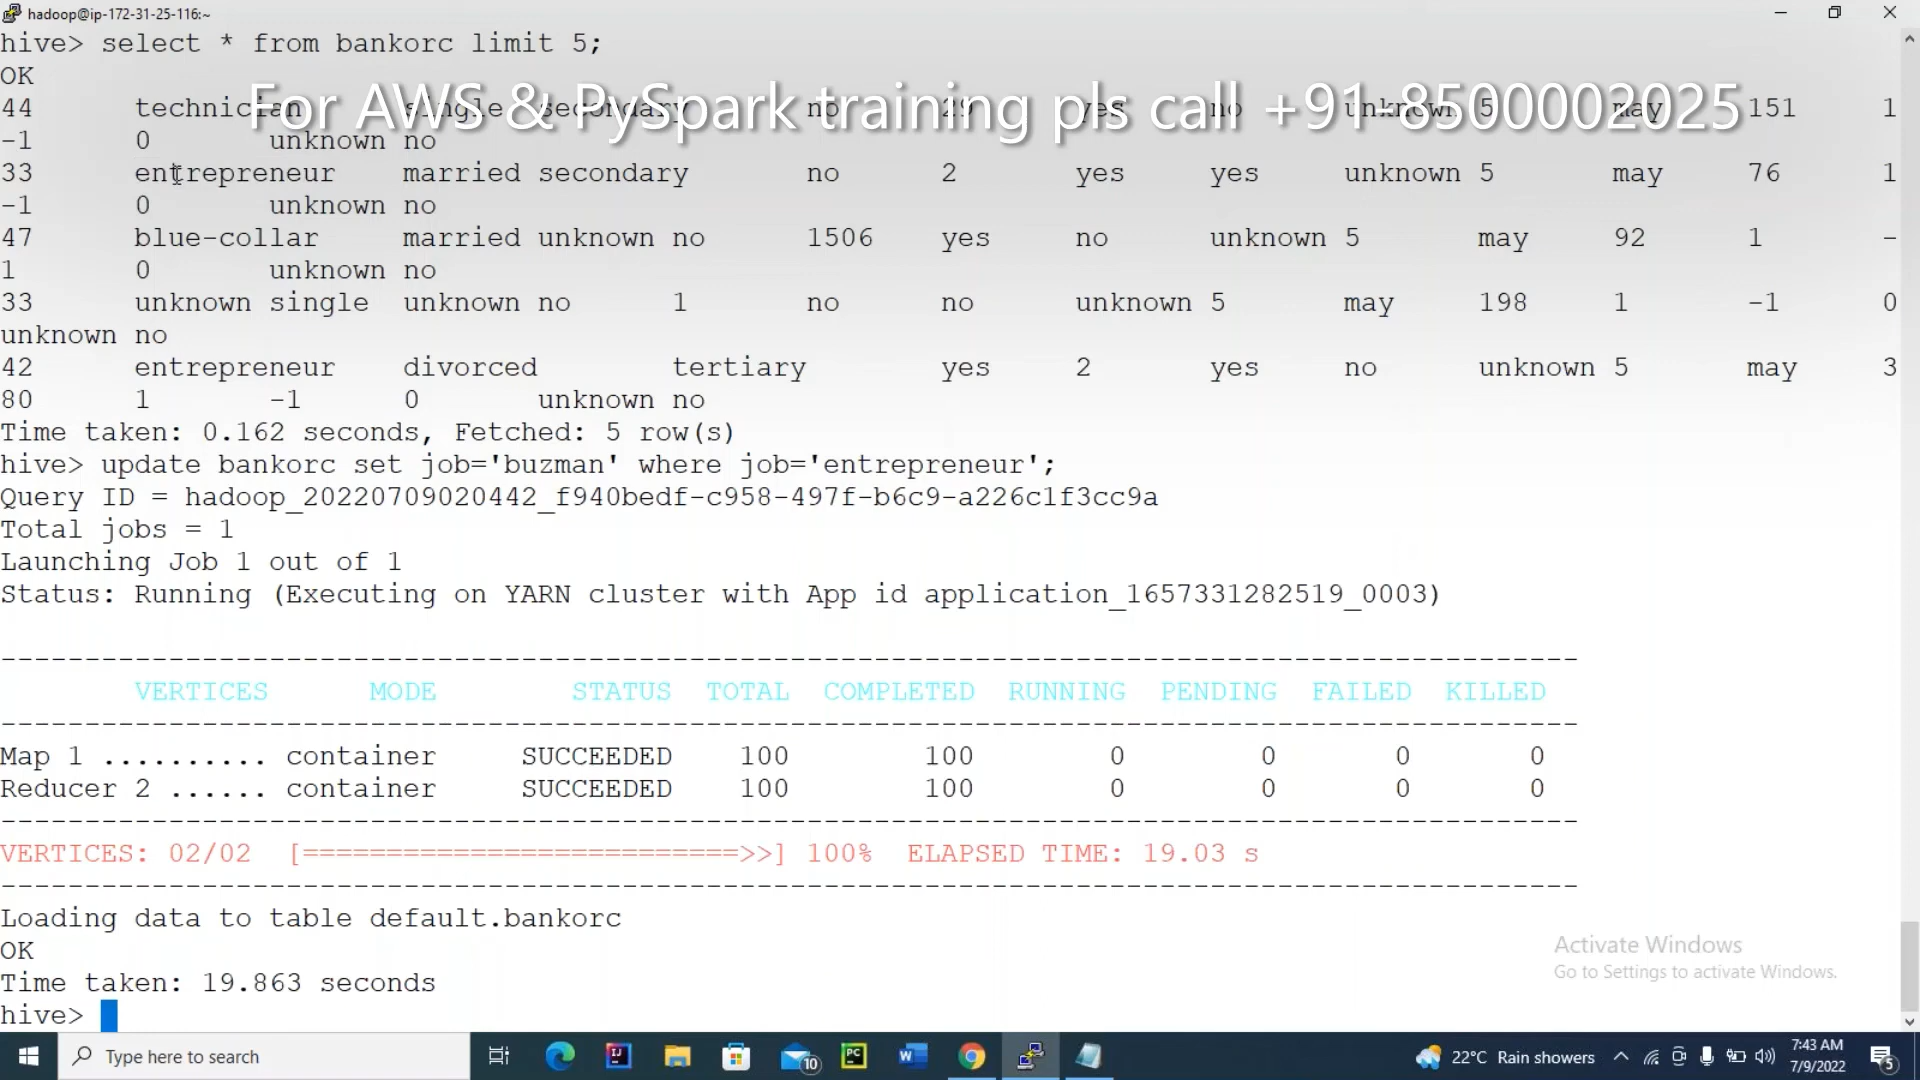 hadoop@ip-172-31-25-116:~
hive> select * from bankorc limit 5;
OK
For AWS & PySpark training pls call +91-8500002025
44 technician single secondary no 29 yes no unknown 5 may 151 1
-1 0 unknown no
33 entrepreneur married secondary no 2 yes yes unknown 5 may 76 1
-1 0 unknown no
47 blue-collar married unknown no 1506 yes no unknown 5 may 92 1 -
1 0 unknown no
33 unknown single unknown no 1 no no unknown 5 may 198 1 -1 0
unknown no
42 entrepreneur divorced tertiary yes 2 yes no unknown 5 may 3
80 1 -1 0 unknown no
Time taken: 0.162 seconds, Fetched: 5 row(s)
hive> update bankorc set job='buzman' where job='entrepreneur';
Query ID = hadoop_20220709020442_f940bedf-c958-497f-b6c9-a226c1f3cc9a
Total jobs = 1
Launching Job 1 out of 1
Status: Running (Executing on YARN cluster with App id application_1657331282519_0003)
----------------------------------------------------------------------------------------------
VERTICES MODE STATUS TOTAL COMPLETED RUNNING PENDING FAILED KILLED
----------------------------------------------------------------------------------------------
Map 1 .......... container SUCCEEDED 100 100 0 0 0 0
Reducer 2 ...... container SUCCEEDED 100 100 0 0 0 0
----------------------------------------------------------------------------------------------
VERTICES: 02/02 [==========================>>] 100% ELAPSED TIME: 19.03 s
----------------------------------------------------------------------------------------------
Loading data to table default.bankorc
OK
Time taken: 19.863 seconds
hive>
Activate Windows
Go to Settings to activate Windows.
Type here to search
10
22°C Rain showers
7:43 AM
7/9/2022
5